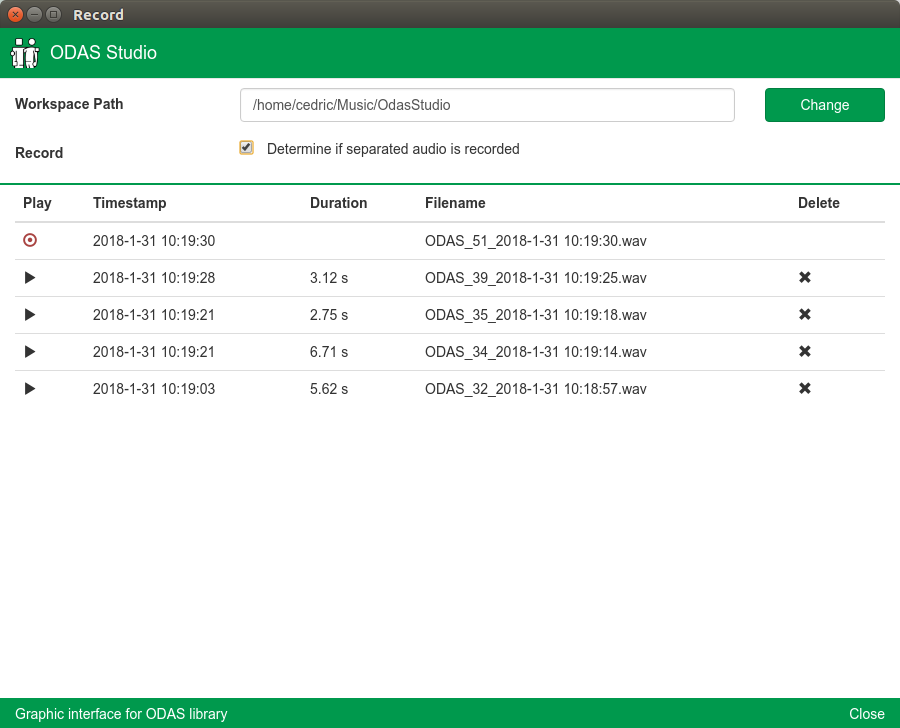 Record
ODAS Studio
Workspace Path /home/cedric/Music/OdasStudio Change
Record Determine if separated audio is recorded
Play Timestamp Duration Filename Delete
2018-1-31 10:19:30 ODAS_51_2018-1-31 10:19:30.wav
2018-1-31 10:19:28 3.12 s ODAS_39_2018-1-31 10:19:25.wav
2018-1-31 10:19:21 2.75 s ODAS_35_2018-1-31 10:19:18.wav
2018-1-31 10:19:21 6.71 s ODAS_34_2018-1-31 10:19:14.wav
2018-1-31 10:19:03 5.62 s ODAS_32_2018-1-31 10:18:57.wav
Graphic interface for ODAS library Close